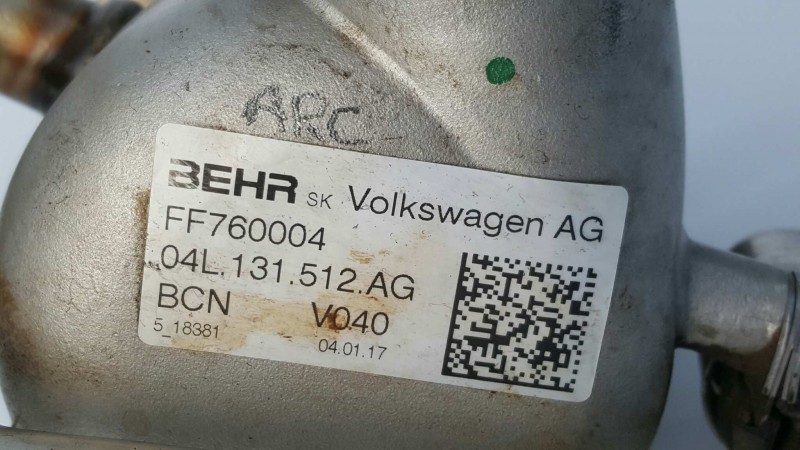 ARC
BEHR SK Volkswagen AG
FF760004
04L.131.512.AG
BCN V040
5_18381 04.01.17